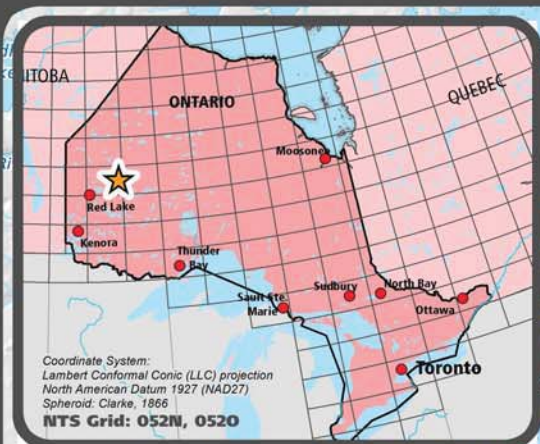 ITOBA
ONTARIO
QUEBEC
Moosonee
Red Lake
Kenora
Thunder
Bay
Sault Ste.
Marie
Sudbury
North Bay
Ottawa
Toronto
Coordinate System:
Lambert Conformal Conic (LLC) projection
North American Datum 1927 (NAD27)
Spheroid: Clarke, 1866
NTS Grid: 052N, 052O